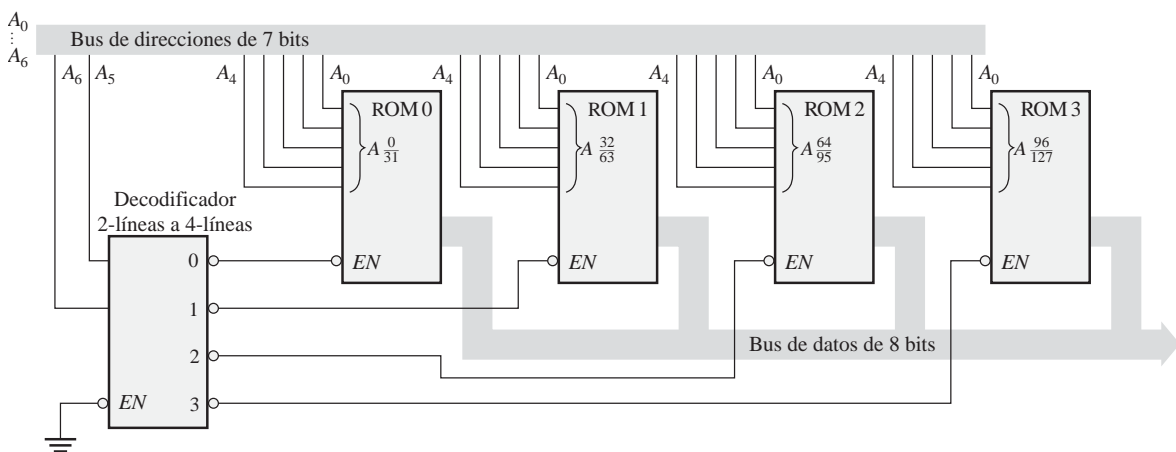 A0
⋮
A6
Bus de direcciones de 7 bits
A6 A5 A4 A0 A4 A0 A4 A0 A4 A0
ROM 0 ROM 1 ROM 2 ROM 3
A 0/31 A 32/63 A 64/95 A 96/127
Decodificador
2-líneas a 4-líneas
0 EN EN EN EN
1
2 Bus de datos de 8 bits
EN 3